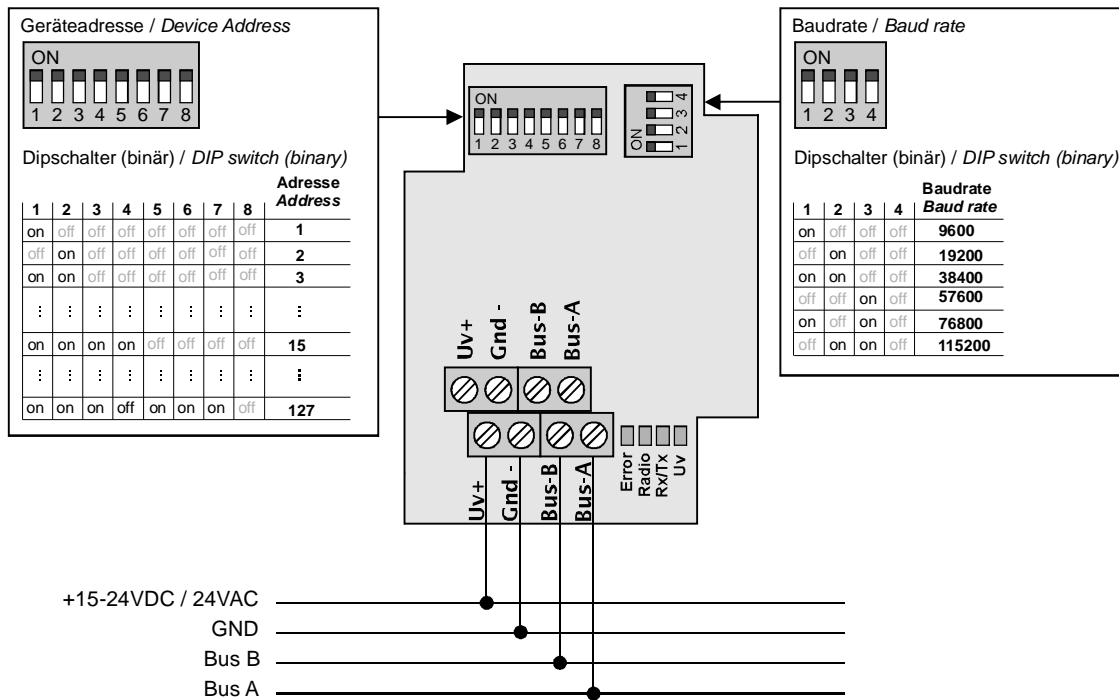 Geräteadresse / Device Address
ON
1 2 3 4 5 6 7 8
Dipschalter (binär) / DIP switch (binary)
Adresse
Address
1 2 3 4 5 6 7 8
on off off off off off off off 1
off on off off off off off off 2
on on off off off off off off 3
⋮ ⋮ ⋮ ⋮ ⋮ ⋮ ⋮ ⋮ ⋮
on on on on off off off off 15
⋮ ⋮ ⋮ ⋮ ⋮ ⋮ ⋮ ⋮ ⋮
on on on off on on on off 127
ON
1 2 3 4 5 6 7 8
ON
1 2 3 4
Baudrate / Baud rate
ON
1 2 3 4
Dipschalter (binär) / DIP switch (binary)
Baudrate
Baud rate
1 2 3 4
on off off off 9600
off on off off 19200
on on off off 38400
off off on off 57600
on off on off 76800
off on on off 115200
Uv+
Gnd -
Bus-B
Bus-A
Uv+
Gnd -
Bus-B
Bus-A
Error
Radio
Rx/Tx
Uv
+15-24VDC / 24VAC
GND
Bus B
Bus A